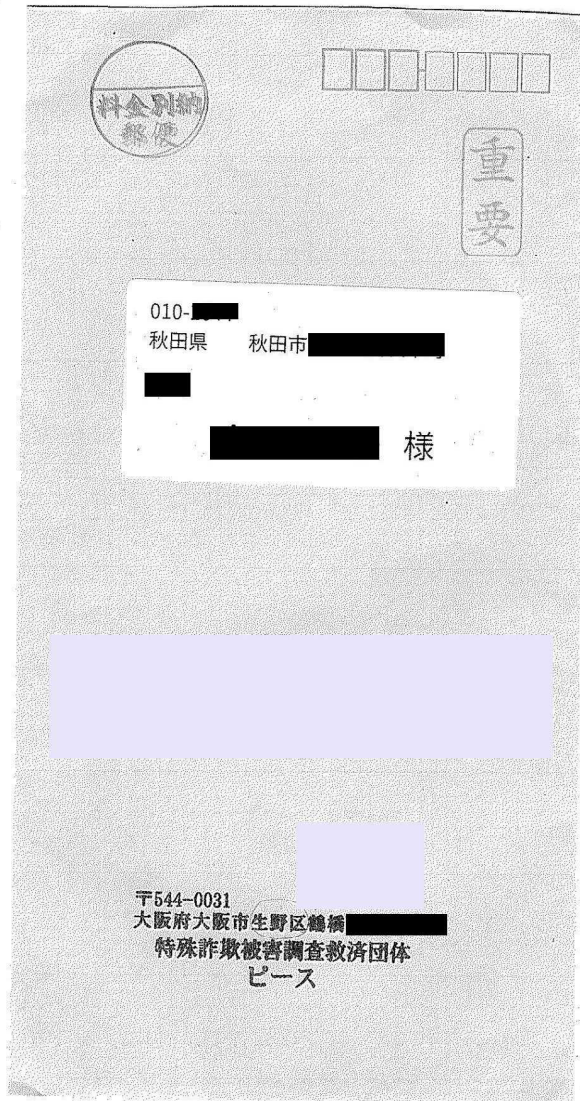 料金別納
郵便
重要
010-
秋田県 秋田市
様
〒544-0031
大阪府大阪市生野区鶴橋
特殊詐欺被害調査救済団体
ピース